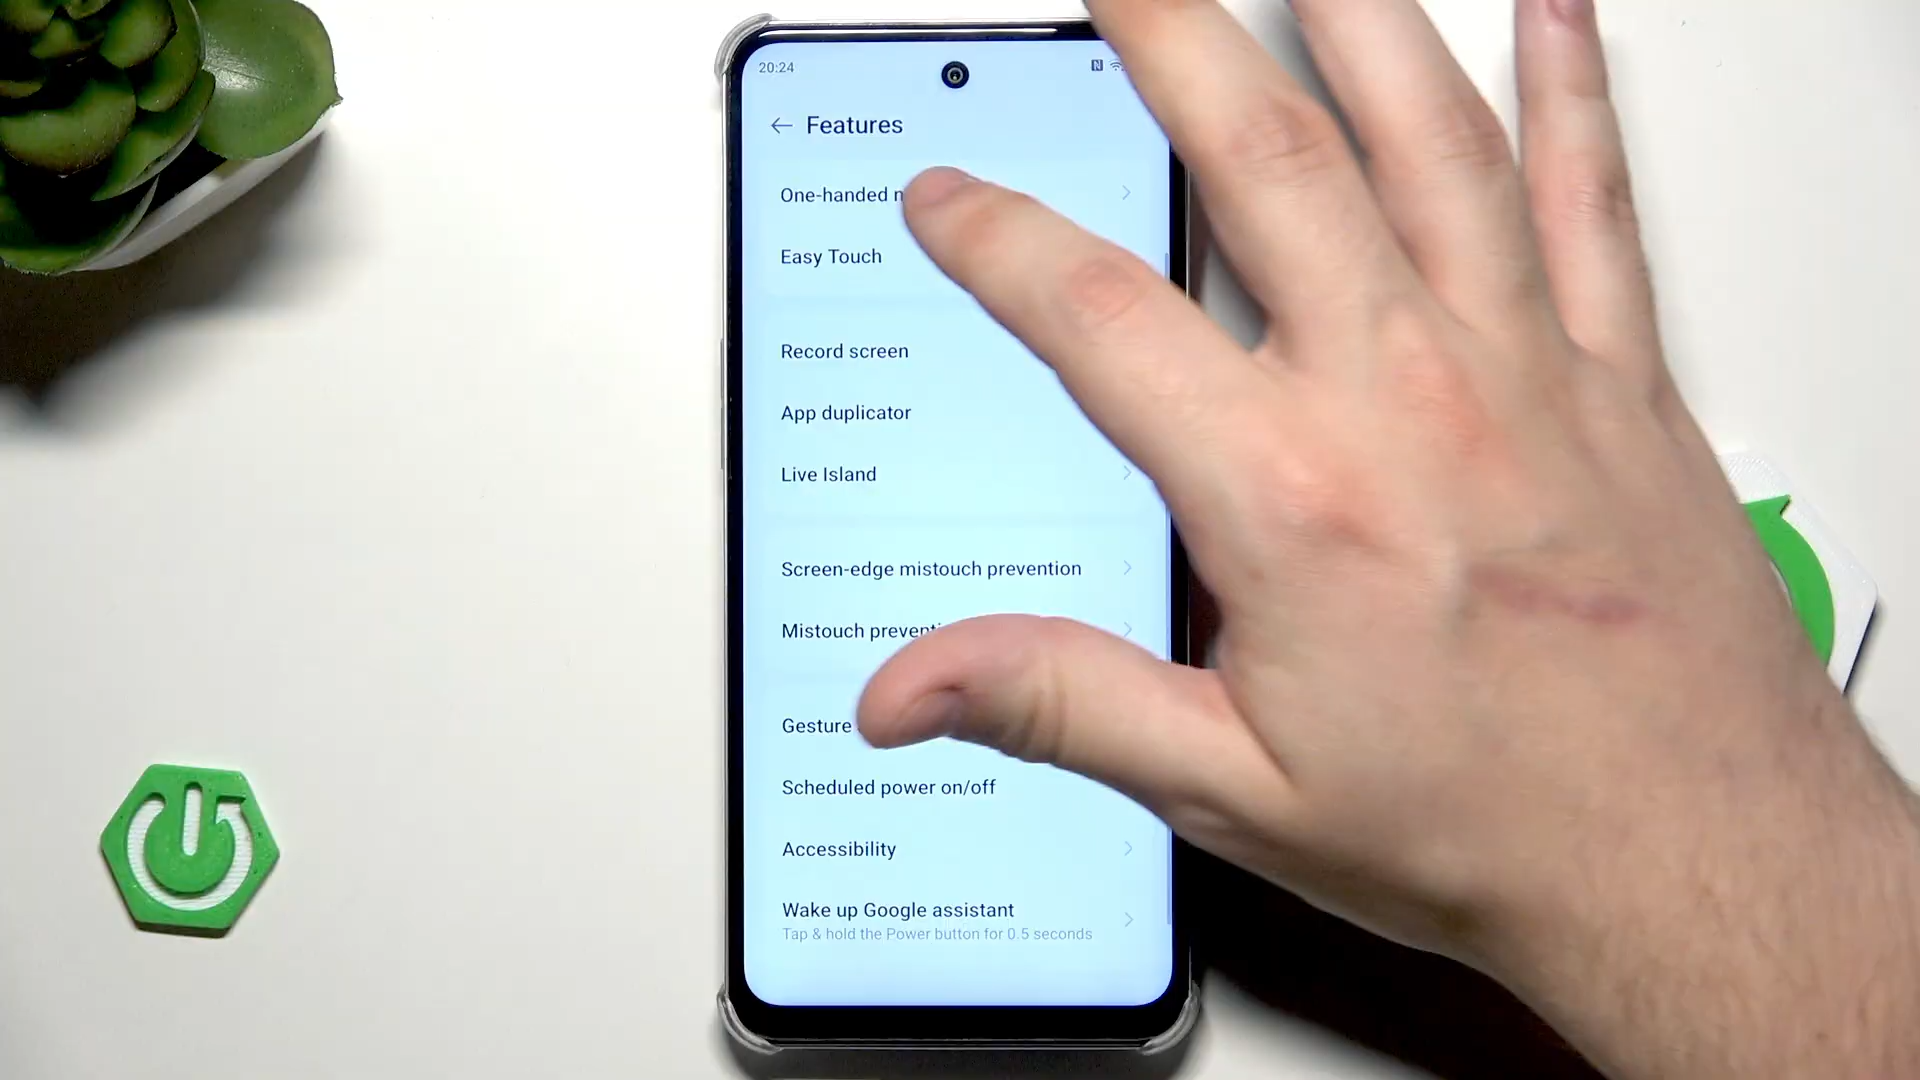 20:24
Features
One-handed
Easy Touch
Record screen
App duplicator
Live Island
Screen-edge mistouch prevention
Mistouch
Gesture
Scheduled power on/off
Accessibility
Wake up Google assistant
Tap & hold the Power button for 0.5 seconds